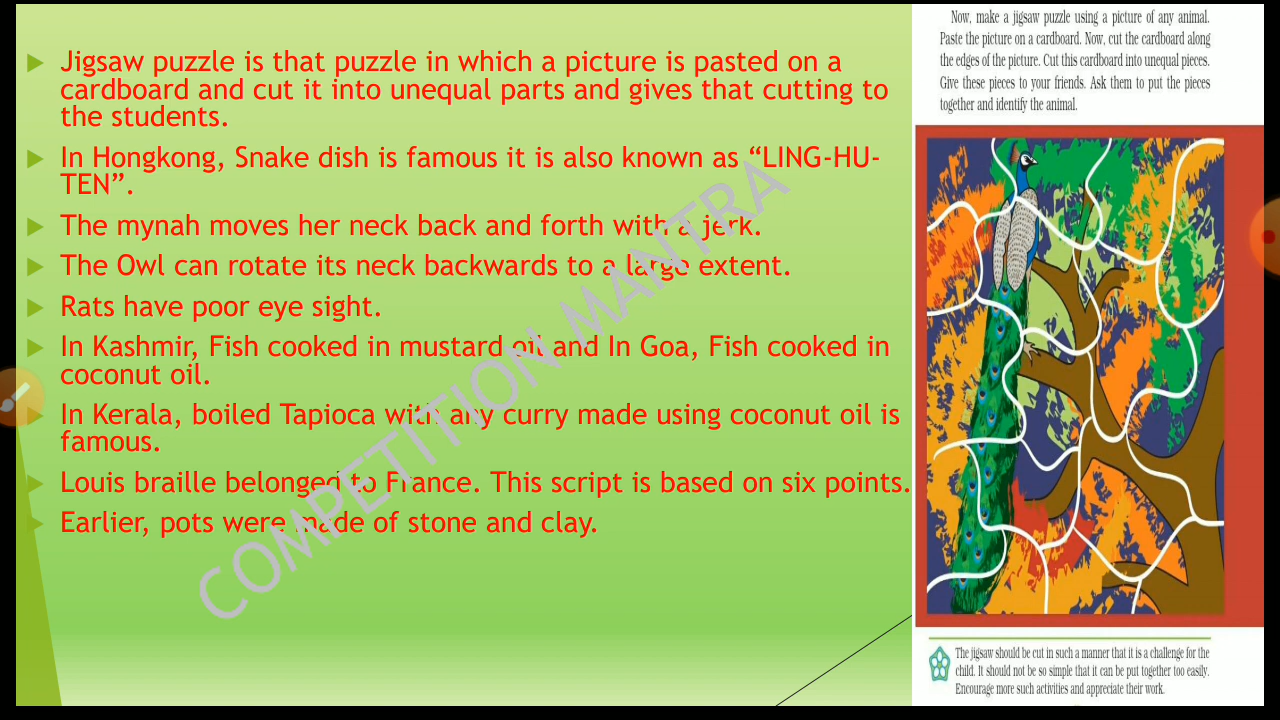 Jigsaw puzzle is that puzzle in which a picture is pasted on a
cardboard and cut it into unequal parts and gives that cutting to
the students.
In Hongkong, Snake dish is famous it is also known as “LING-HU-
TEN”.
The mynah moves her neck back and forth with a jerk.
The Owl can rotate its neck backwards to a large extent.
Rats have poor eye sight.
In Kashmir, Fish cooked in mustard oil and In Goa, Fish cooked in
coconut oil.
In Kerala, boiled Tapioca with any curry made using coconut oil is
famous.
Louis braille belonged to France. This script is based on six points.
Earlier, pots were made of stone and clay.
COMPETITION MANTRA
Now, make a jigsaw puzzle using a picture of any animal.
Paste the picture on a cardboard. Now, cut the cardboard along
the edges of the picture. Cut this cardboard into unequal pieces.
Give these pieces to your friends. Ask them to put the pieces
together and identify the animal.
The jigsaw should be cut in such a manner that it is a challenge for the
child. It should not be so simple that it can be put together too easily.
Encourage more such activities and appreciate their work.